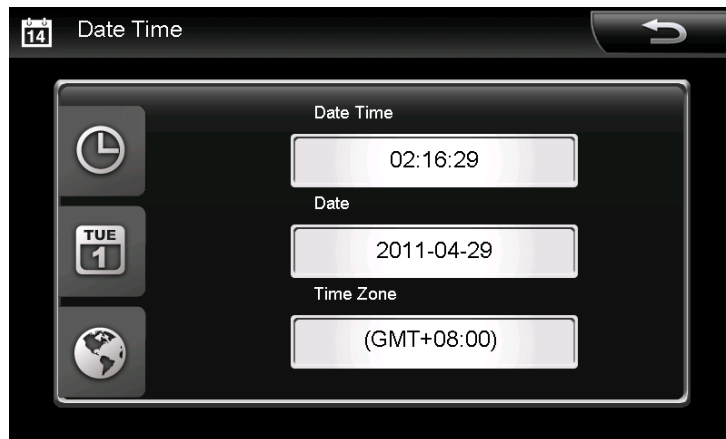 14 Date Time
Date Time
02:16:29
Date
TUE
1
2011-04-29
Time Zone
(GMT+08:00)